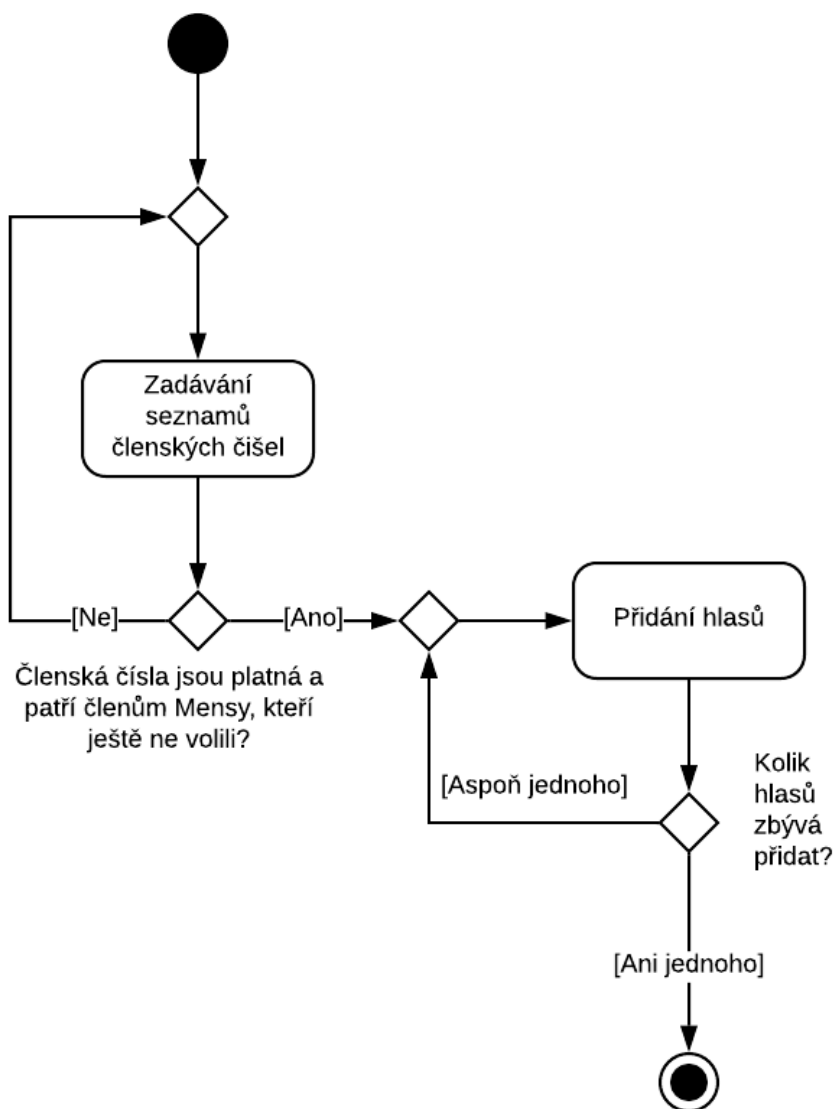 Zadávání
seznamů
členských čišel
[Ne]
[Ano]
Přidání hlasů
Členská čísla jsou platná a
patří členům Mensy, kteří
ještě ne volili?
[Aspoň jednoho]
Kolik
hlasů
zbývá
přidat?
[Ani jednoho]